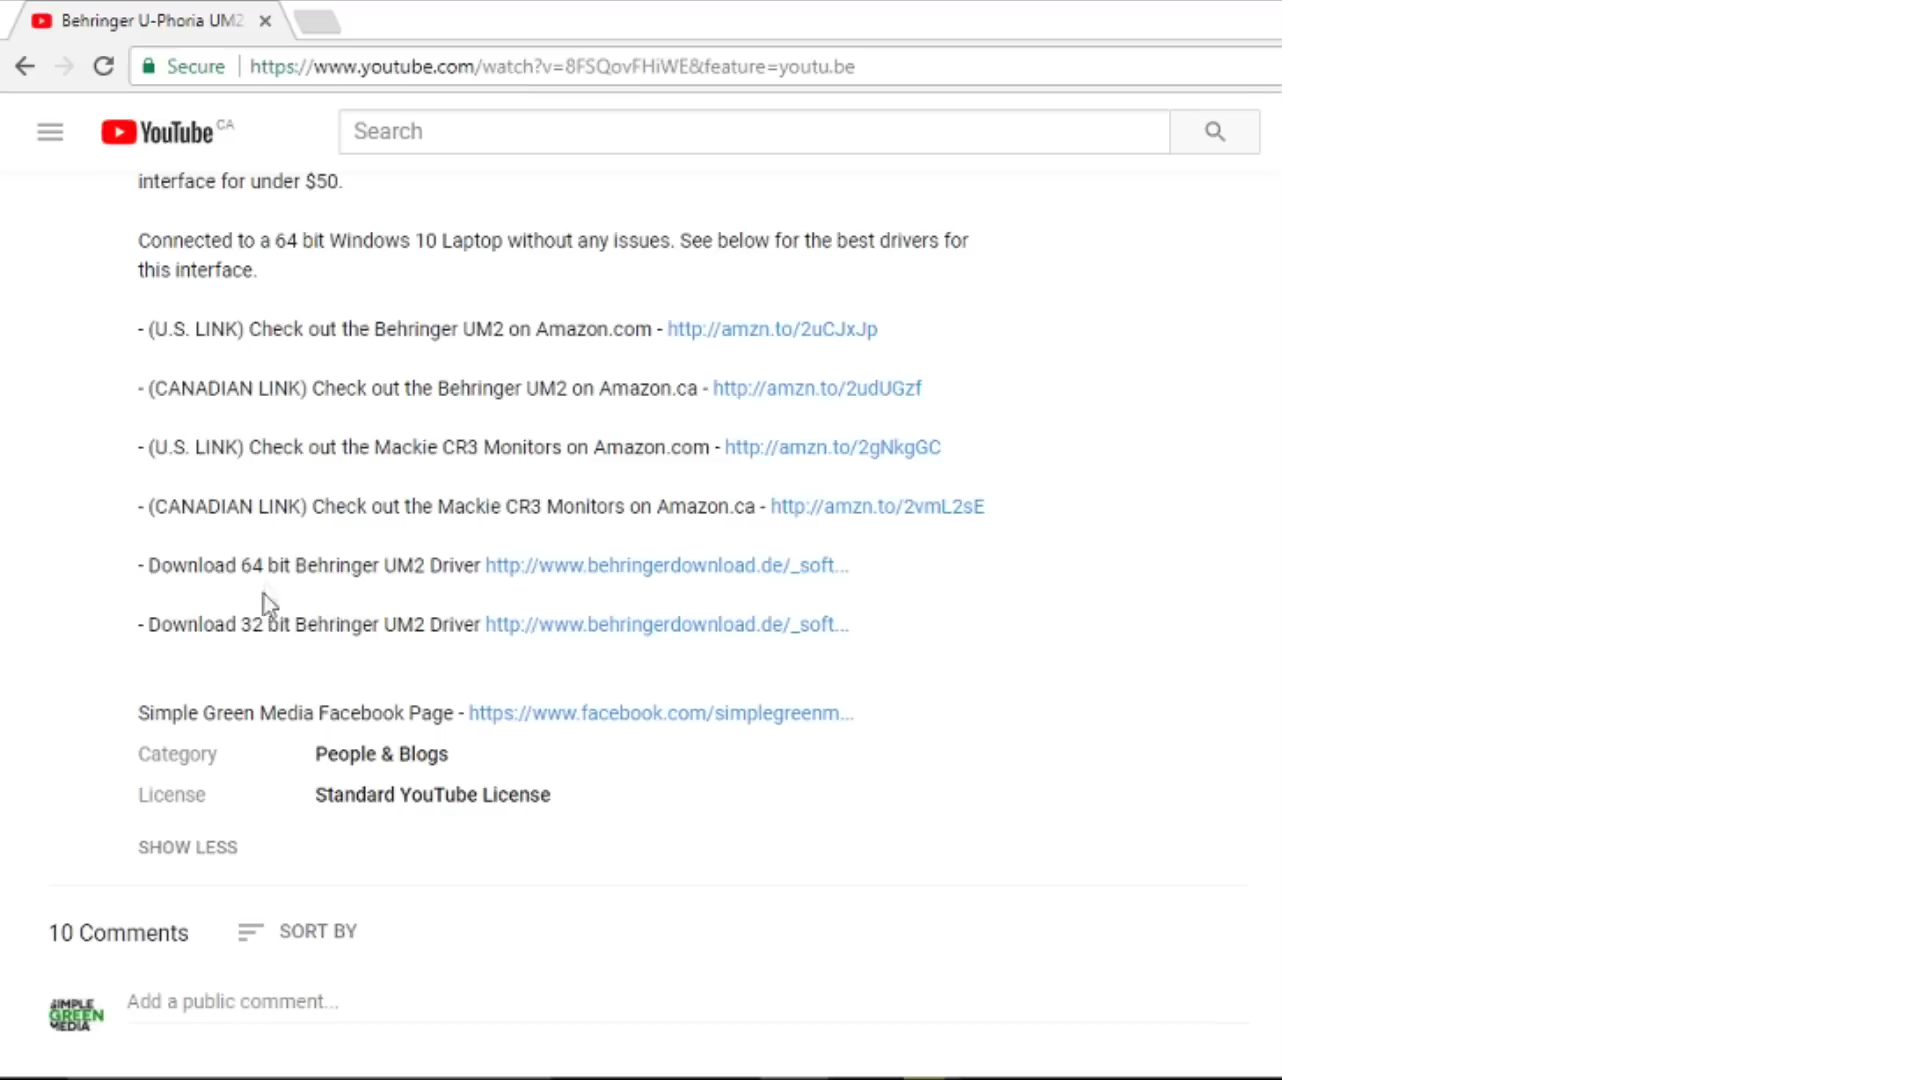 Behringer U-Phoria UM2
Secure | https://www.youtube.com/watch?v=8FSQovFHiWE&feature=youtu.be
YouTube CA
Search
interface for under $50.
Connected to a 64 bit Windows 10 Laptop without any issues. See below for the best drivers for
this interface.
- (U.S. LINK) Check out the Behringer UM2 on Amazon.com - http://amzn.to/2uCJxJp
- (CANADIAN LINK) Check out the Behringer UM2 on Amazon.ca - http://amzn.to/2udUGzf
- (U.S. LINK) Check out the Mackie CR3 Monitors on Amazon.com - http://amzn.to/2gNkgGC
- (CANADIAN LINK) Check out the Mackie CR3 Monitors on Amazon.ca - http://amzn.to/2vmL2sE
- Download 64 bit Behringer UM2 Driver http://www.behringerdownload.de/_soft...
- Download 32 bit Behringer UM2 Driver http://www.behringerdownload.de/_soft...
Simple Green Media Facebook Page - https://www.facebook.com/simplegreenm...
Category People & Blogs
License Standard YouTube License
SHOW LESS
10 Comments SORT BY
SIMPLE
GREEN
MEDIA
Add a public comment...